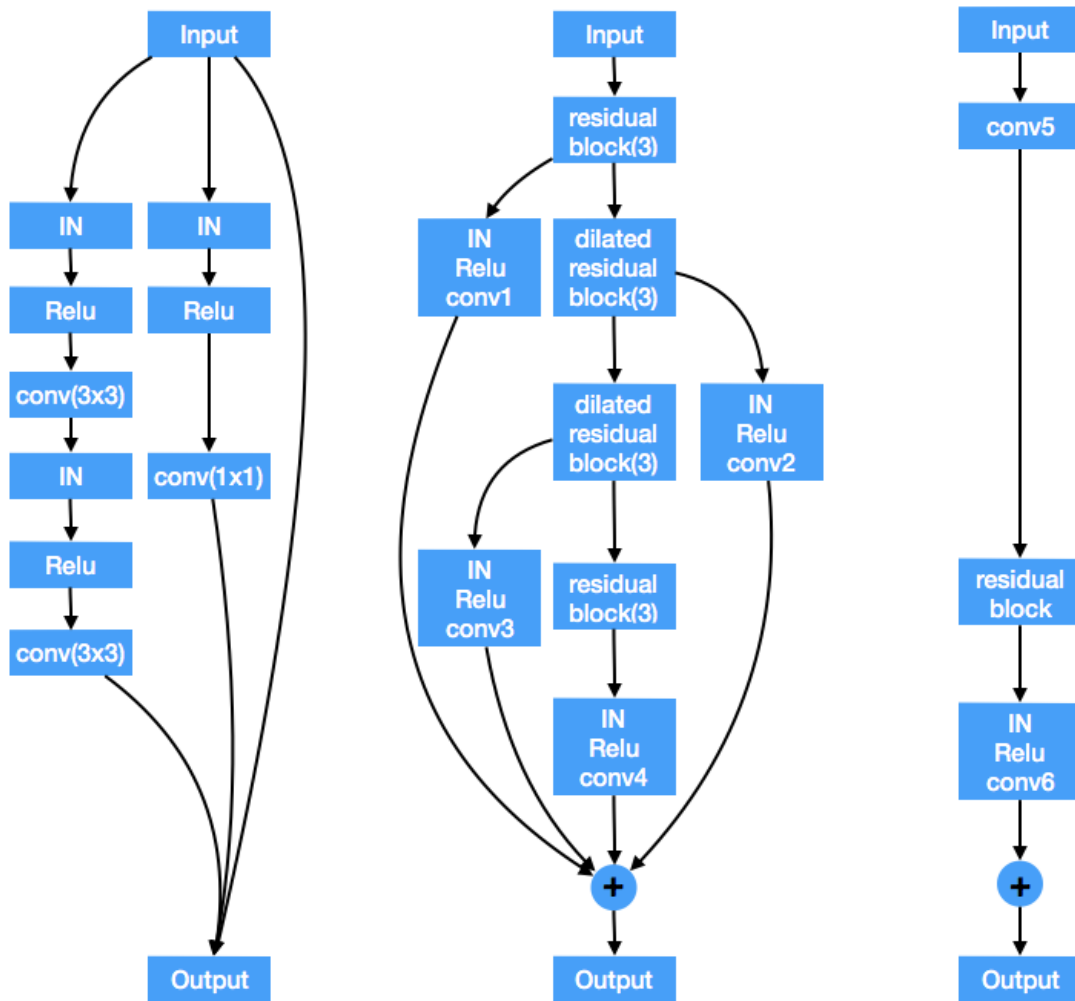 Input
IN
IN
Relu
Relu
conv(3x3)
IN
conv(1x1)
Relu
conv(3x3)
Output
Input
residual
block(3)
IN
Relu
conv1
dilated
residual
block(3)
dilated
residual
block(3)
IN
Relu
conv2
IN
Relu
conv3
residual
block(3)
IN
Relu
conv4
+
Output
Input
conv5
residual
block
IN
Relu
conv6
+
Output